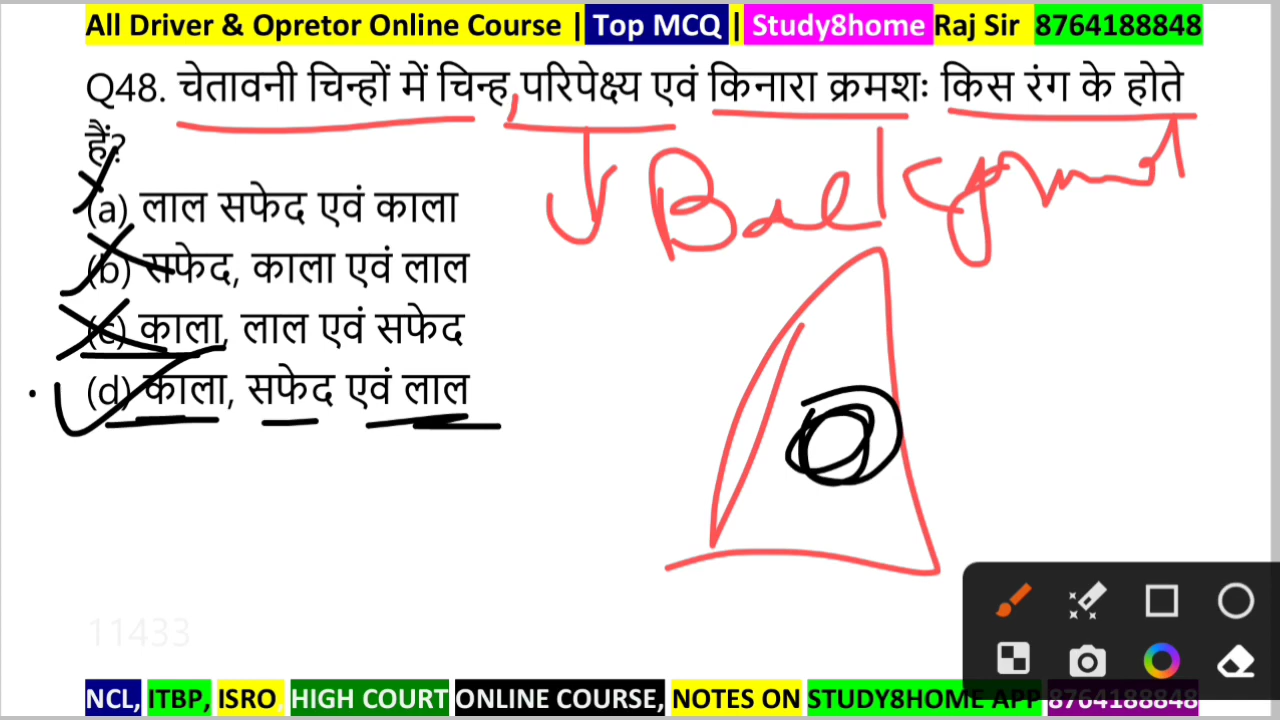 All Driver & Opretor Online Course | Top MCQ | Study8home Raj Sir 8764188848
Q48. चेतावनी चिन्हों में चिन्ह,परिपेक्ष्य एवं किनारा क्रमशः किस रंग के होते
हैं?
Background
(a) लाल सफेद एवं काला
(b) सफेद, काला एवं लाल
(c) काला, लाल एवं सफेद
(d) काला, सफेद एवं लाल
11433
NCL, ITBP, ISRO, HIGH COURT ONLINE COURSE, NOTES ON STUDY8HOME APP 8764188848